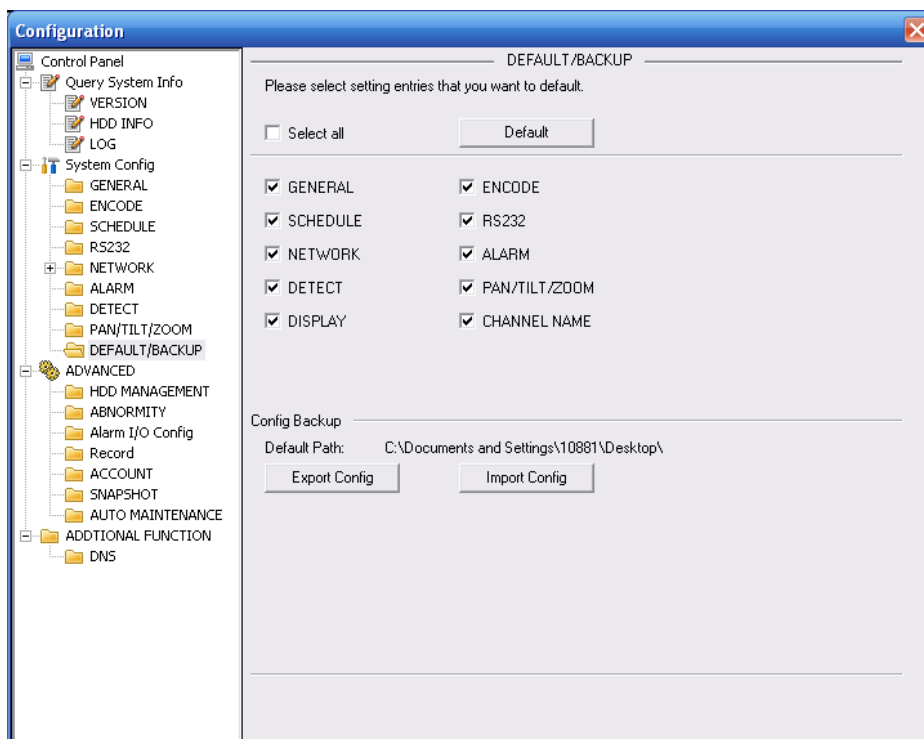 Configuration
Control Panel
Query System Info
VERSION
HDD INFO
LOG
System Config
GENERAL
ENCODE
SCHEDULE
RS232
NETWORK
ALARM
DETECT
PAN/TILT/ZOOM
DEFAULT/BACKUP
ADVANCED
HDD MANAGEMENT
ABNORMITY
Alarm I/O Config
Record
ACCOUNT
SNAPSHOT
AUTO MAINTENANCE
ADDTIONAL FUNCTION
DNS
DEFAULT/BACKUP
Please select setting entries that you want to default.
Select all Default
GENERAL ENCODE
SCHEDULE RS232
NETWORK ALARM
DETECT PAN/TILT/ZOOM
DISPLAY CHANNEL NAME
Config Backup
Default Path: C:\Documents and Settings\10881\Desktop\
Export Config Import Config